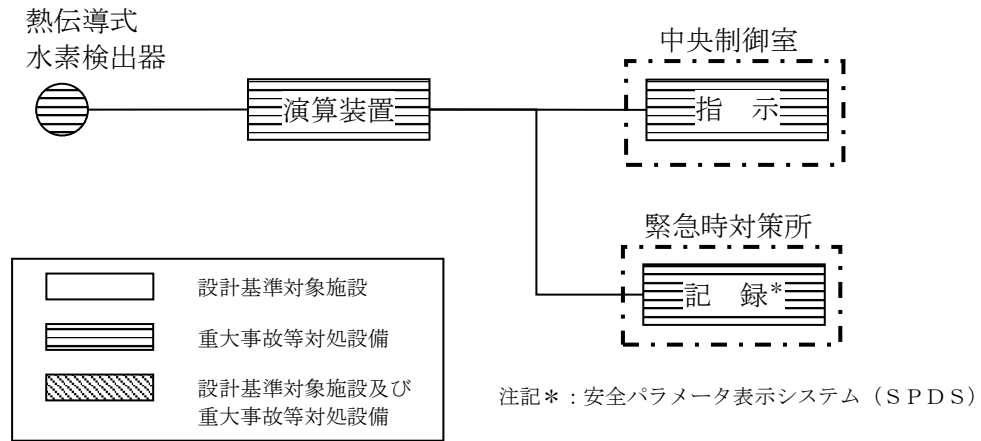 熱伝導式
水素検出器
演算装置
中央制御室
指　示
緊急時対策所
記　録*
設計基準対象施設
重大事故等対処設備
設計基準対象施設及び
重大事故等対処設備
注記＊：安全パラメータ表示システム（ＳＰＤＳ）